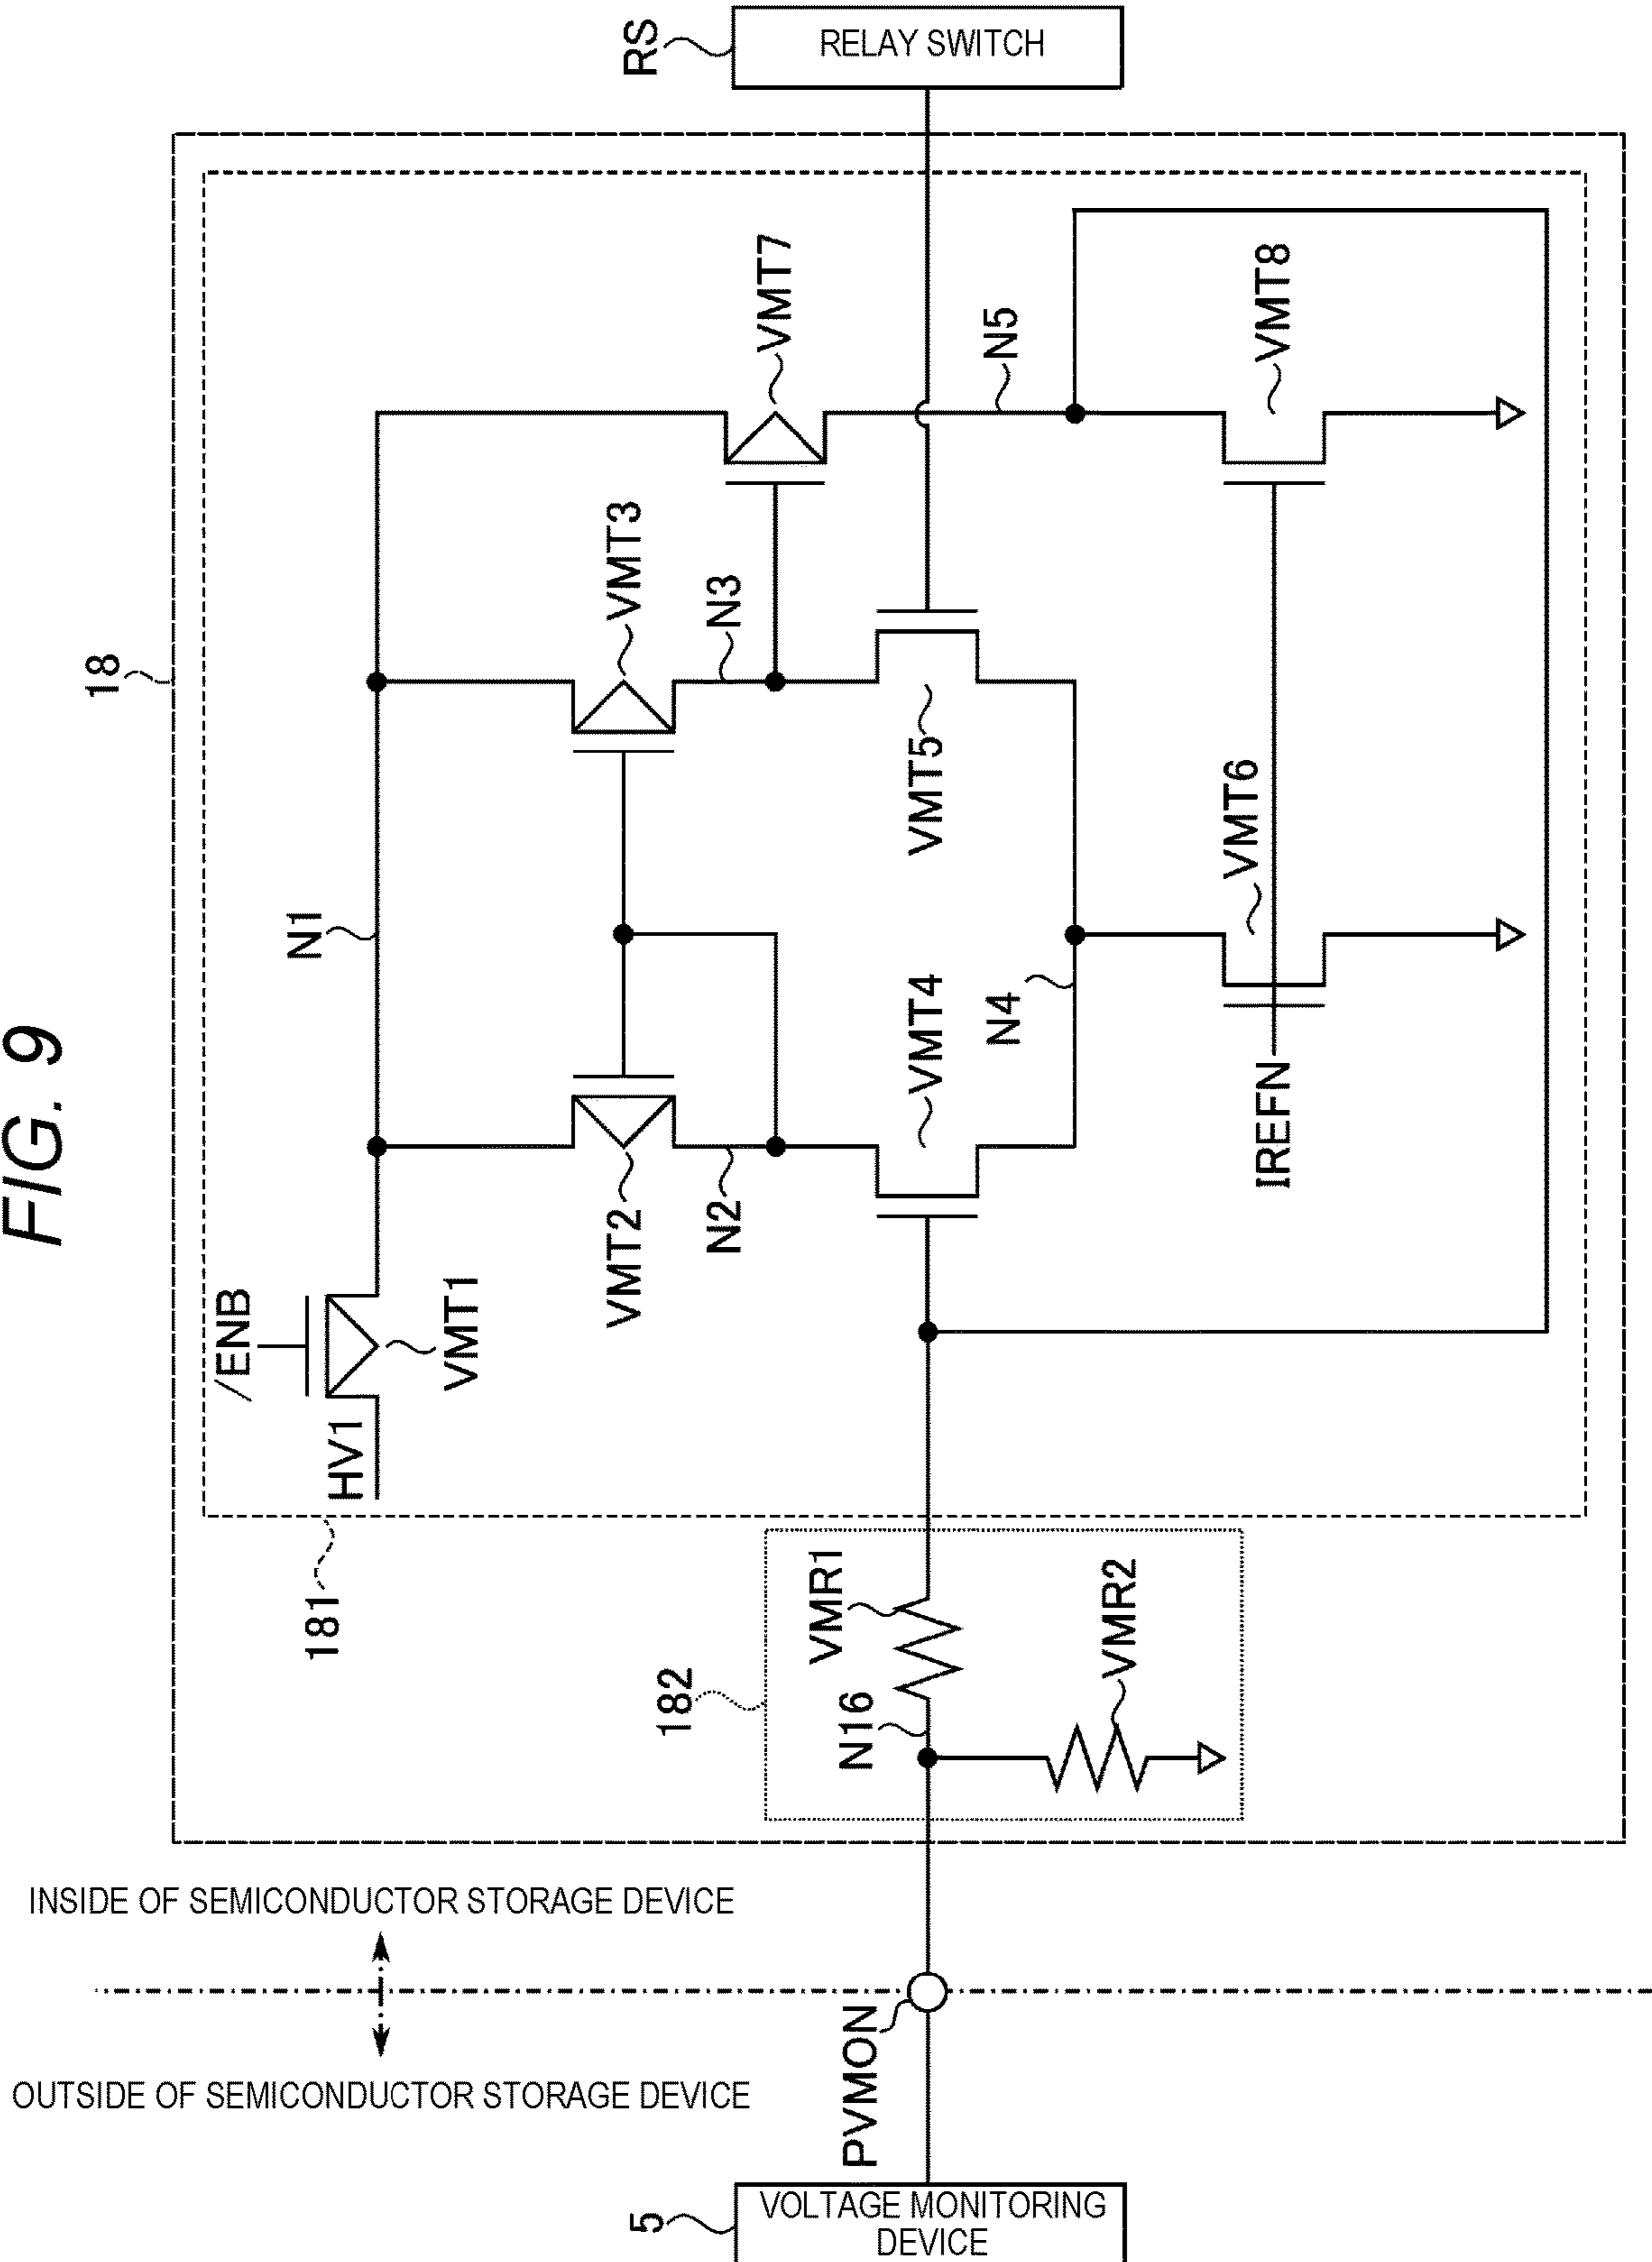 FIG. 9
RS
RELAY SWITCH
18
VMT7
N5
VMT8
VMT3
N3
VMT5
VMT6
N1
VMT4
N4
IREFN
VMT2
N2
/ENB
VMT1
HV1
181
182
VMR1
N16
VMR2
INSIDE OF SEMICONDUCTOR STORAGE DEVICE
OUTSIDE OF SEMICONDUCTOR STORAGE DEVICE
PVMON
5
VOLTAGE MONITORING
DEVICE